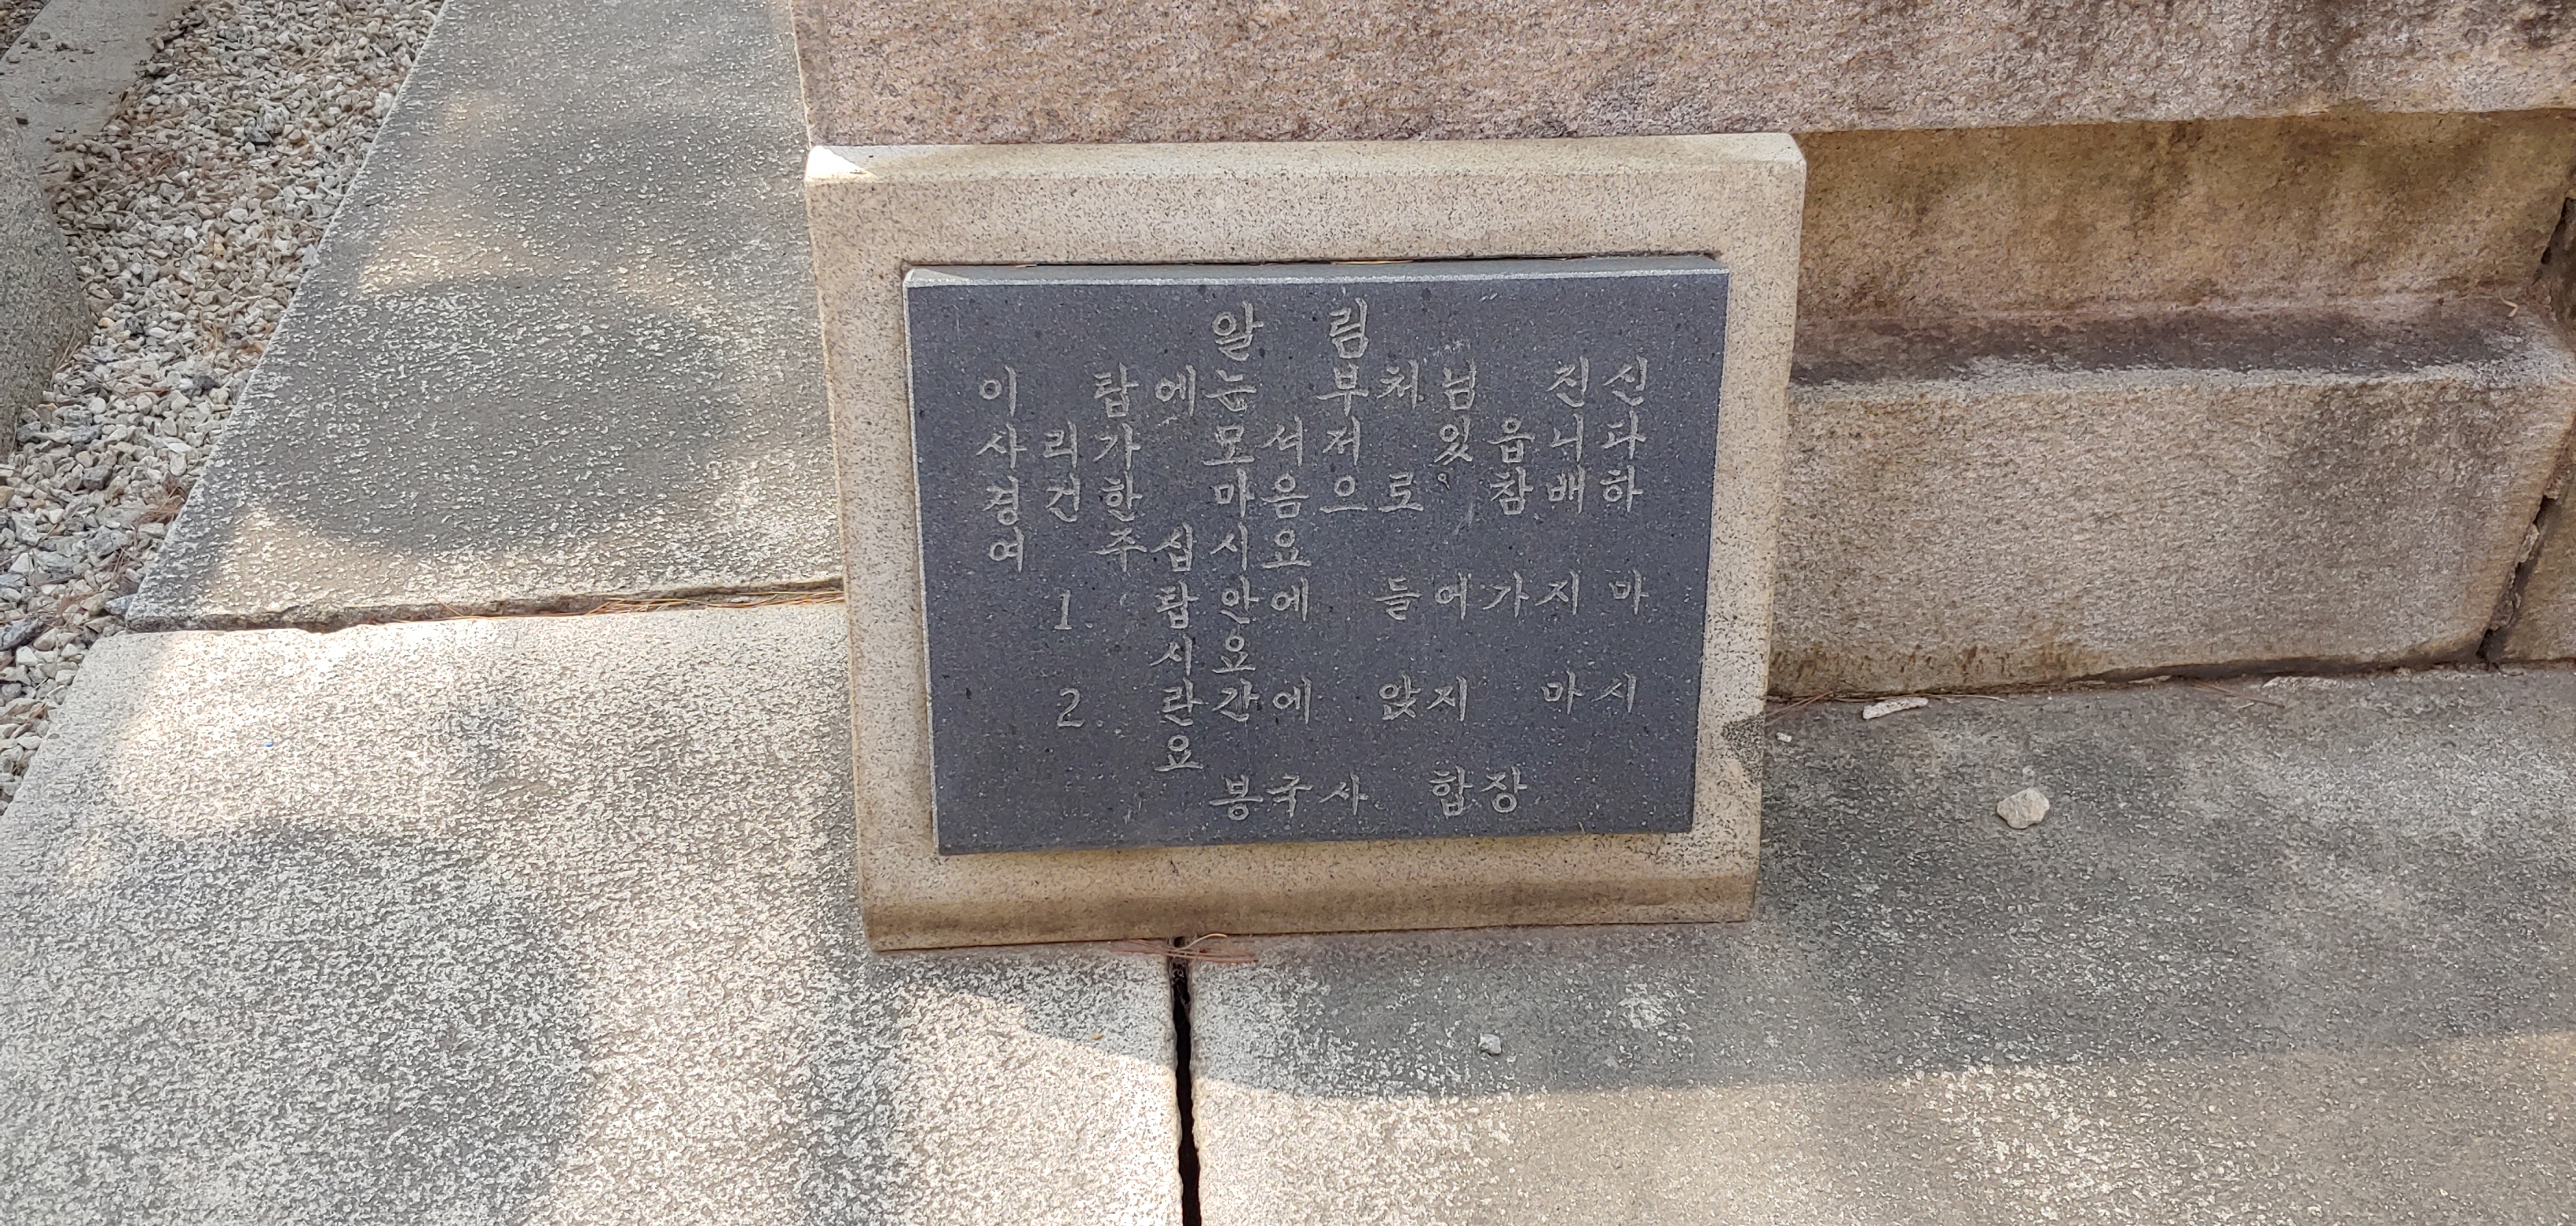 알 림
이 탑에는 부처님 진신
사리가 모셔저 있읍니다
경건한 마음으로。 참배하
여 주십시요
1. 탑안에 들어가지 마
시요
2. 란간에 앉지 마시
요
봉국사 합장